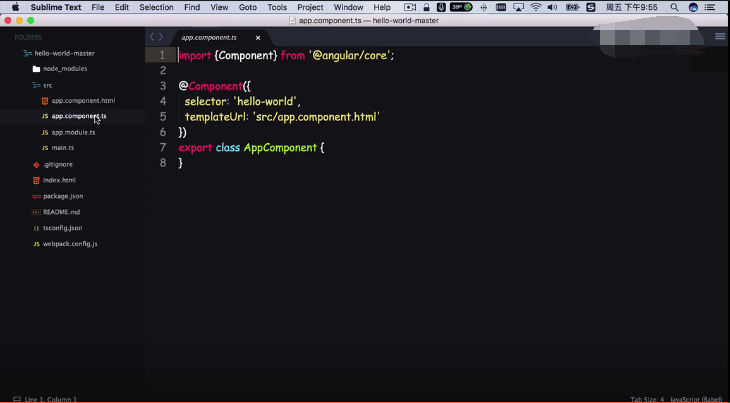 Sublime Text File Edit Selection Find View Goto Tools Project Window Help 39° 周五 下午9:55
app.component.ts — hello-world-master
FOLDERS
hello-world-master
node_modules
src
app.component.html
app.component.ts
app.module.ts
main.ts
.gitignore
index.html
package.json
README.md
tsconfig.json
webpack.config.js
app.component.ts
1 import {Component} from '@angular/core';
2
3 @Component({
4 selector: 'hello-world',
5 templateUrl: 'src/app.component.html'
6 })
7 export class AppComponent {
8 }
Line 1, Column 1 Tab Size: 4 JavaScript (Babel)